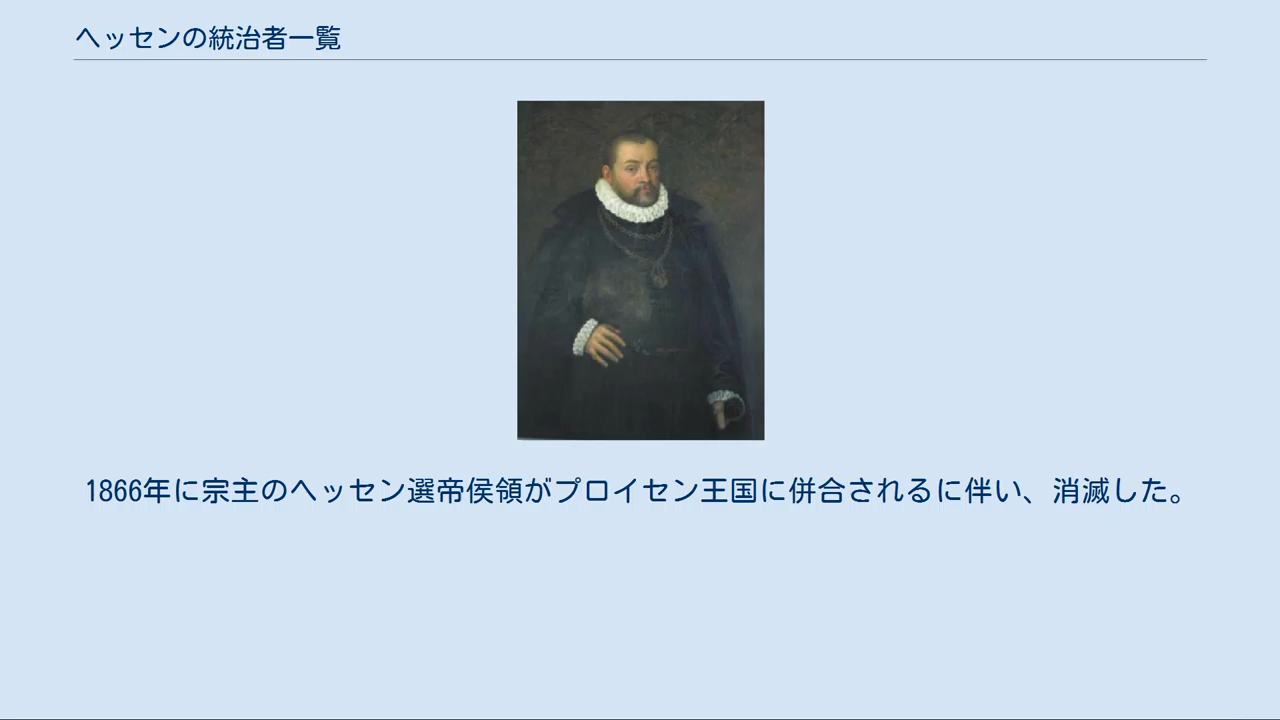 ヘッセンの統治者一覧
1866年に宗主のヘッセン選帝侯領がプロイセン王国に併合されるに伴い、消滅した。